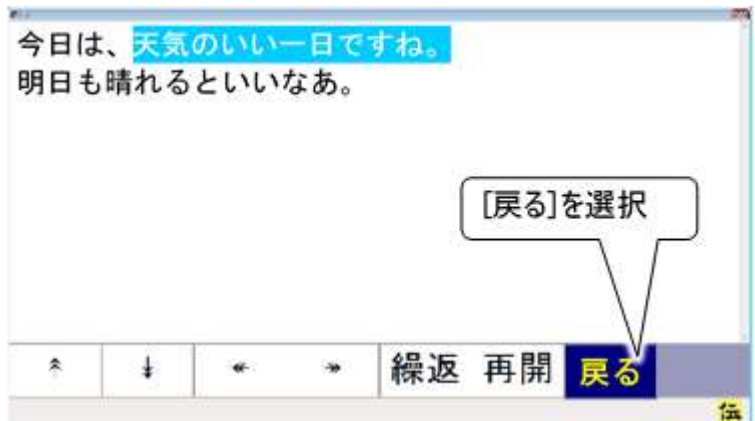 今日は、天気のいい一日ですね。
明日も晴れるといいなあ。
[戻る]を選択
繰返 再開 戻る
伝